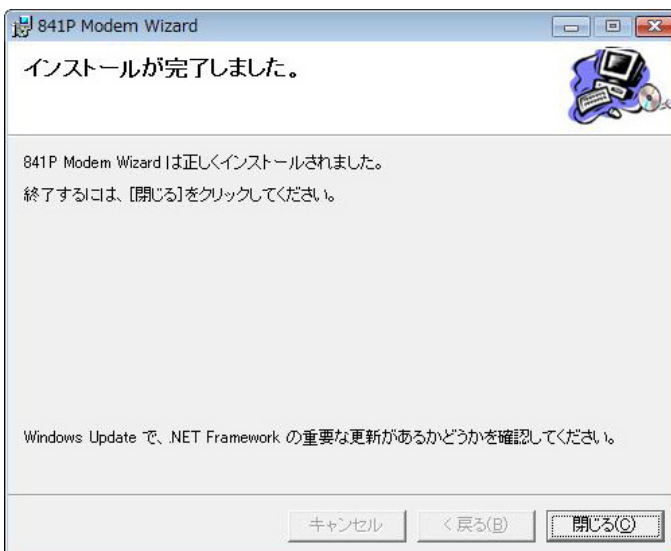 841P Modem Wizard
インストールが完了しました。
841P Modem Wizard は正しくインストールされました。
終了するには、[閉じる]をクリックしてください。
Windows Update で、.NET Framework の重要な更新があるかどうかを確認してください。
キャンセル
< 戻る(B)
閉じる(C)